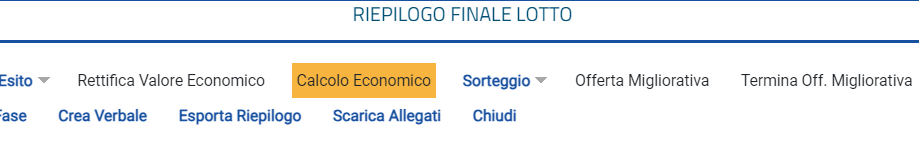 RIEPILOGO FINALE LOTTO
Esito Rettifica Valore Economico Calcolo Economico Sorteggio Offerta Migliorativa Termina Off. Migliorativa
Fase Crea Verbale Esporta Riepilogo Scarica Allegati Chiudi